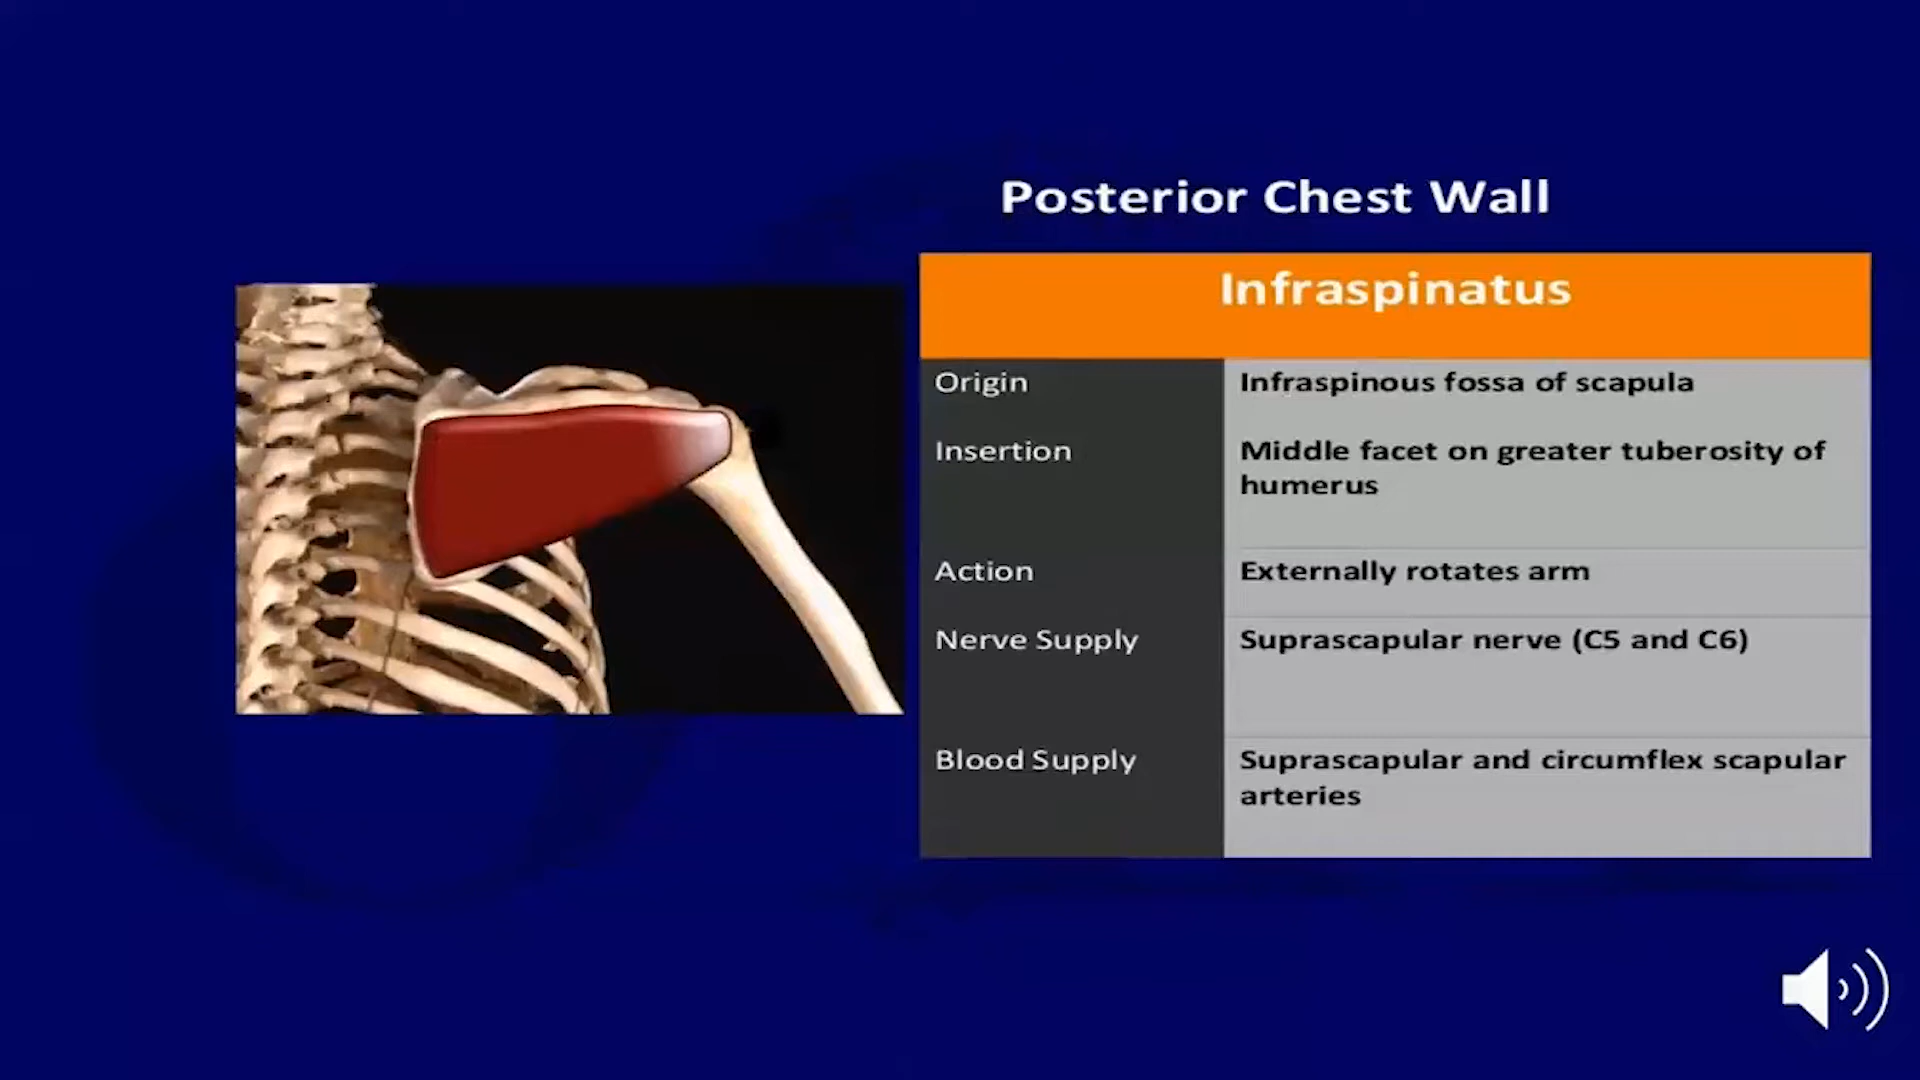 Posterior Chest Wall
Infraspinatus
Origin
Infraspinous fossa of scapula
Insertion
Middle facet on greater tuberosity of
humerus
Action
Externally rotates arm
Nerve Supply
Suprascapular nerve (C5 and C6)
Blood Supply
Suprascapular and circumflex scapular
arteries